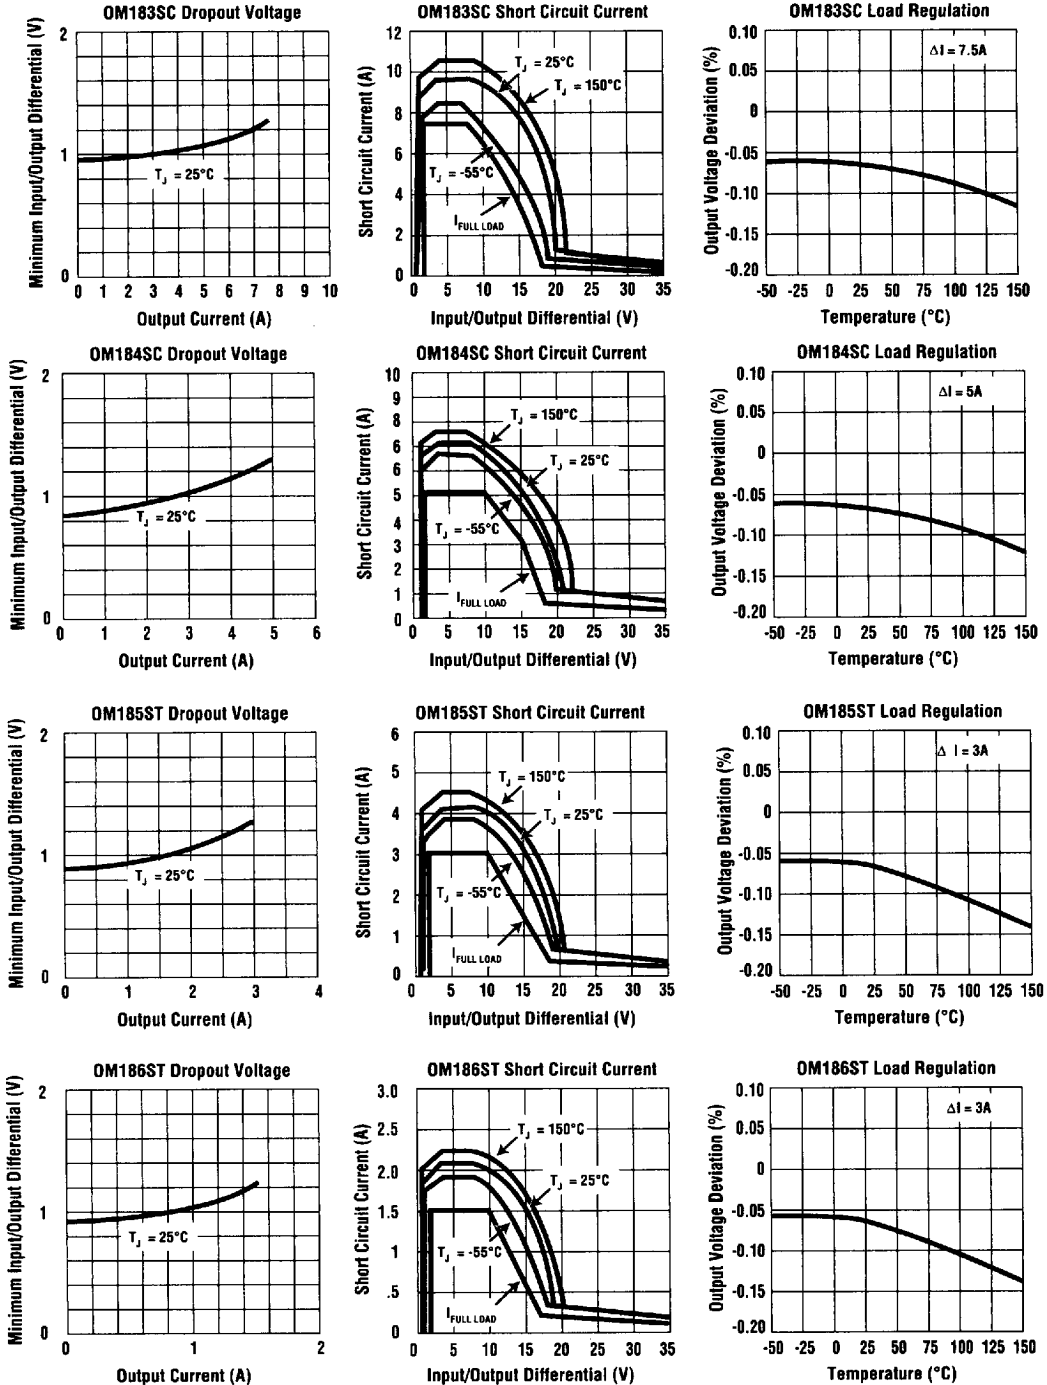 OM183SC Dropout Voltage
Minimum Input/Output Differential (V)
2
1
0
T_J = 25°C
0 1 2 3 4 5 6 7 8 9 10
Output Current (A)
OM183SC Short Circuit Current
Short Circuit Current (A)
12
10
8
6
4
2
0
T_J = 25°C
T_J = 150°C
T_J = -55°C
I_FULL LOAD
0 5 10 15 20 25 30 35
Input/Output Differential (V)
OM183SC Load Regulation
Output Voltage Deviation (%)
0.10
0.05
0
-0.05
-0.10
-0.15
-0.20
ΔI = 7.5A
-50 -25 0 25 50 75 100 125 150
Temperature (°C)
OM184SC Dropout Voltage
Minimum Input/Output Differential (V)
2
1
0
T_J = 25°C
0 1 2 3 4 5 6
Output Current (A)
OM184SC Short Circuit Current
Short Circuit Current (A)
10
9
8
7
6
6
5
4
3
2
1
0
T_J = 150°C
T_J = 25°C
T_J = -55°C
I_FULL LOAD
0 5 10 15 20 25 30 35
Input/Output Differential (V)
OM184SC Load Regulation
Output Voltage Deviation (%)
0.10
0.05
0
-0.05
-0.10
-0.15
-0.20
ΔI = 5A
-50 -25 0 25 50 75 100 125 150
Temperature (°C)
OM185ST Dropout Voltage
Minimum Input/Output Differential (V)
2
1
0
T_J = 25°C
0 1 2 3 4
Output Current (A)
OM185ST Short Circuit Current
Short Circuit Current (A)
6
5
4
3
2
1
0
T_J = 150°C
T_J = 25°C
T_J = -55°C
I_FULL LOAD
0 5 10 15 20 25 30 35
Input/Output Differential (V)
OM185ST Load Regulation
Output Voltage Deviation (%)
0.10
0.05
0
-0.05
-0.10
-0.15
-0.20
Δ I = 3A
-50 -25 0 25 50 75 100 125 150
Temperature (°C)
OM186ST Dropout Voltage
Minimum Input/Output Differential (V)
2
1
0
T_J = 25°C
0 1 2
Output Current (A)
OM186ST Short Circuit Current
Short Circuit Current (A)
3.0
2.5
2.0
1.5
1
.5
0
T_J = 150°C
T_J = 25°C
T_J = -55°C
I_FULL LOAD
0 5 10 15 20 25 30 35
Input/Output Differential (V)
OM186ST Load Regulation
Output Voltage Deviation (%)
0.10
0.05
0
-0.05
-0.10
-0.15
-0.20
ΔI = 3A
-50 -25 0 25 50 75 100 125 150
Temperature (°C)